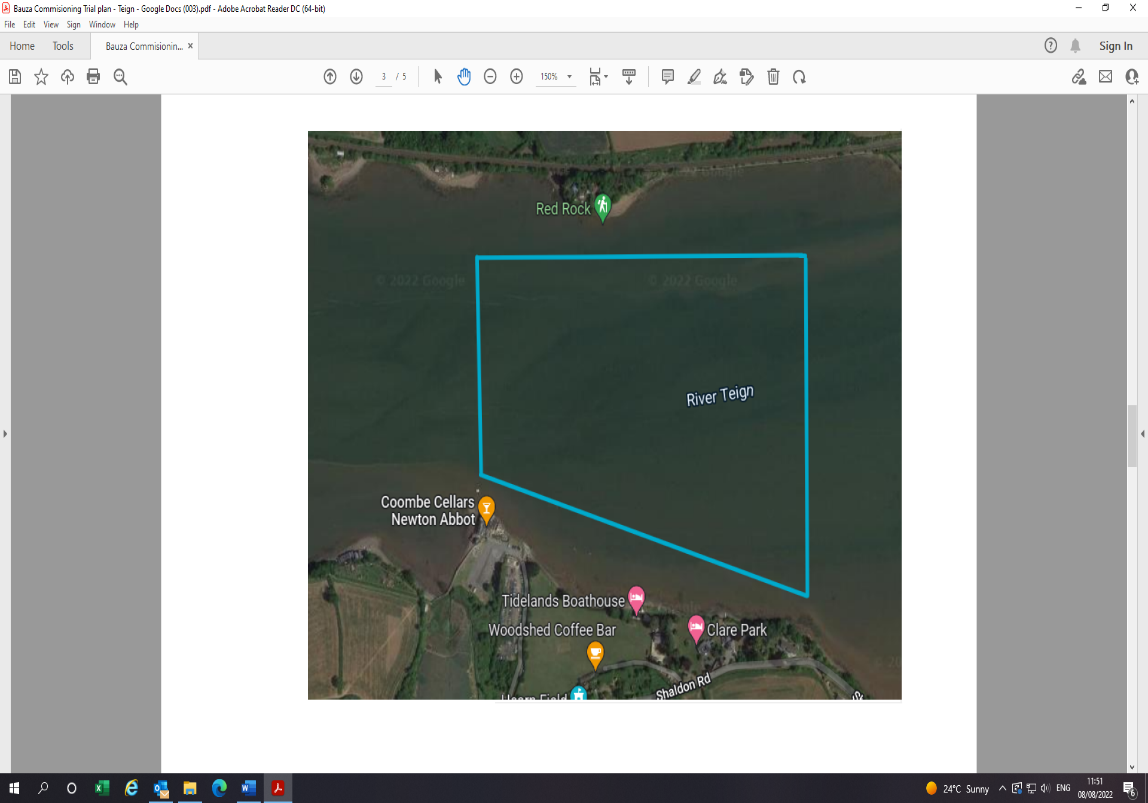 Bauza Commisioning Trial plan - Teign - Google Docs (003).pdf - Adobe Acrobat Reader DC (64-bit)
File Edit View Sign Window Help
Home Tools Bauza Commisionin... × Sign In
3 / 5 150%
2022 Google
Red Rock
© 2022 Google © 2022 Google
River Teign
Coombe Cellars
Newton Abbot
Tidelands Boathouse
Woodshed Coffee Bar
Clare Park
Shaldon Rd
24°C Sunny ENG
11:51
08/08/2022
6